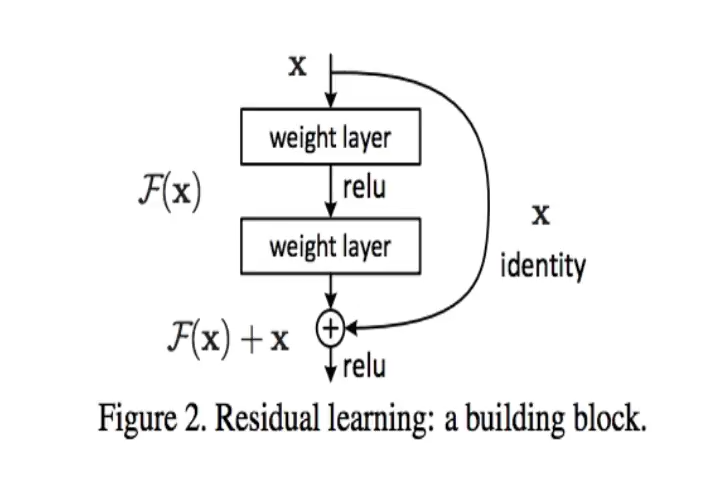 x
weight layer
F(x)
relu
x
weight layer
identity
F(x) + x
+
relu
Figure 2. Residual learning: a building block.